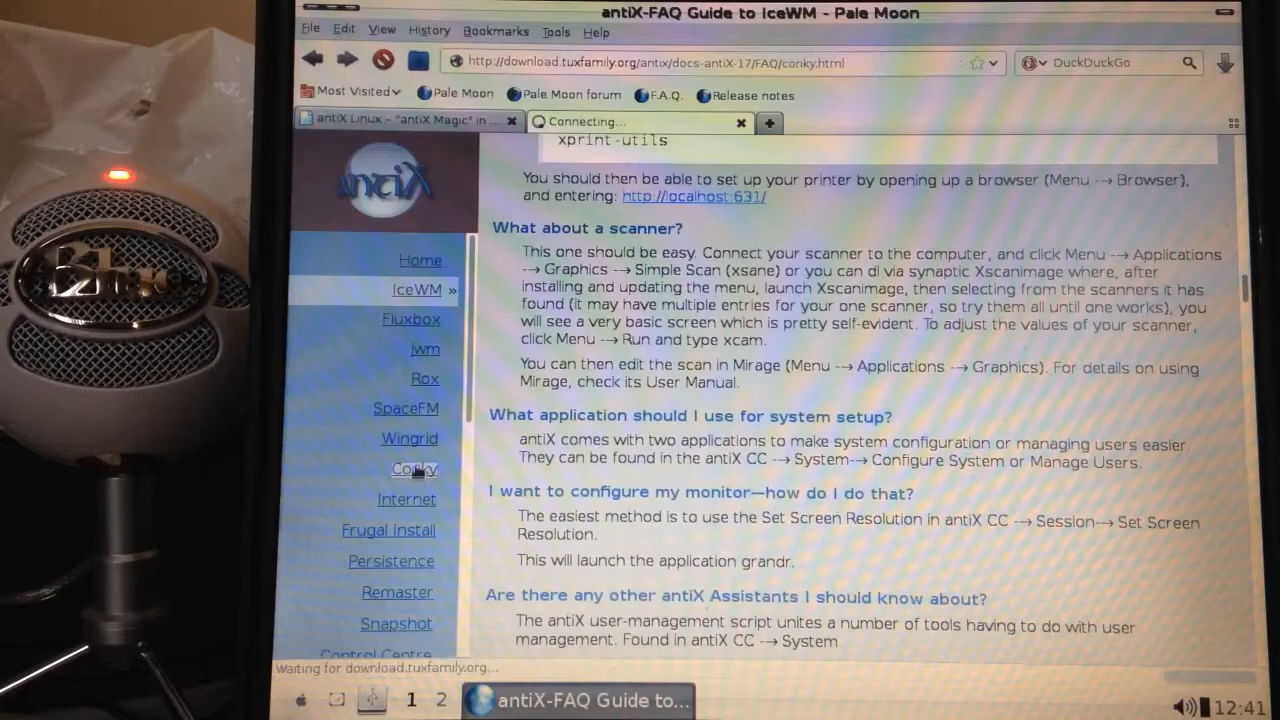 antiX-FAQ Guide to IceWM - Pale Moon
File Edit View History Bookmarks Tools Help
http://download.tuxfamily.org/antix/docs-antiX-17/FAQ/conky.html
DuckDuckGo
Most Visited Pale Moon Pale Moon forum F.A.Q. Release notes
antiX Linux – "antiX Magic" in ...
Connecting...
antiX
Home
IceWM »
Fluxbox
jwm
Rox
SpaceFM
Wingrid
Conky
Internet
Frugal Install
Persistence
Remaster
Snapshot
Control Centre
xprint-utils
You should then be able to set up your printer by opening up a browser (Menu --> Browser),
and entering: http://localhost:631/
What about a scanner?
This one should be easy. Connect your scanner to the computer, and click Menu --> Applications
--> Graphics --> Simple Scan (xsane) or you can dl via synaptic Xscanimage where, after
installing and updating the menu, launch Xscanimage, then selecting from the scanners it has
found (it may have multiple entries for your one scanner, so try them all until one works), you
will see a very basic screen which is pretty self-evident. To adjust the values of your scanner,
click Menu --> Run and type xcam.
You can then edit the scan in Mirage (Menu --> Applications --> Graphics). For details on using
Mirage, check its User Manual.
What application should I use for system setup?
antiX comes with two applications to make system configuration or managing users easier.
They can be found in the antiX CC --> System--> Configure System or Manage Users.
I want to configure my monitor—how do I do that?
The easiest method is to use the Set Screen Resolution in antiX CC --> Session--> Set Screen
Resolution.
This will launch the application grandr.
Are there any other antiX Assistants I should know about?
The antiX user-management script unites a number of tools having to do with user
management. Found in antiX CC --> System
Waiting for download.tuxfamily.org...
1 2 antiX-FAQ Guide to...
12:41
Blue